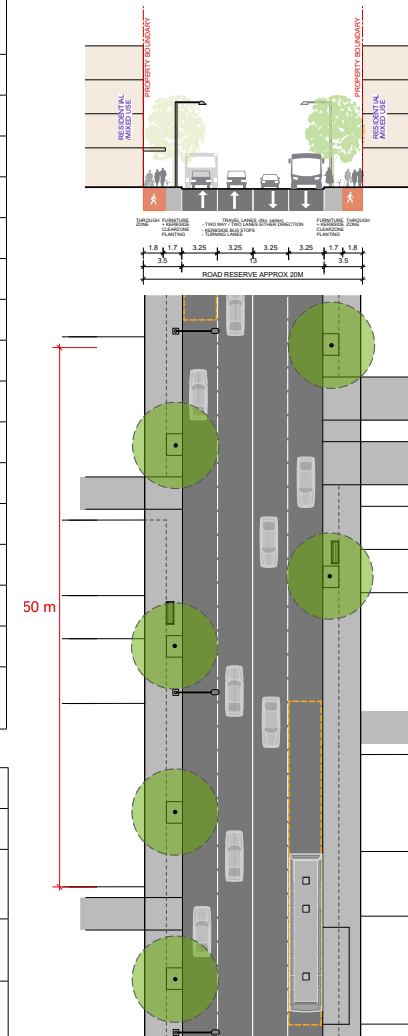 PROPERTY BOUNDARY
PROPERTY BOUNDARY
RESIDENTIAL
/MIXED USE
RESIDENTIAL
/MIXED USE
THROUGH
ZONE
FURNITURE
+ KERBSIDE
CLEARZONE
PLANTING
TRAVEL LANES (No. varies)
- TWO WAY / TWO LANES EITHER DIRECTION
- KERBSIDE BUS STOPS
- TURNING LANES
FURNITURE
+ KERBSIDE
CLEARZONE
PLANTING
THROUGH
ZONE
1.8 1.7 3.25 3.25 3.25 3.25 1.7 1.8
3.5 13 3.5
ROAD RESERVE APPROX 20M
50 m